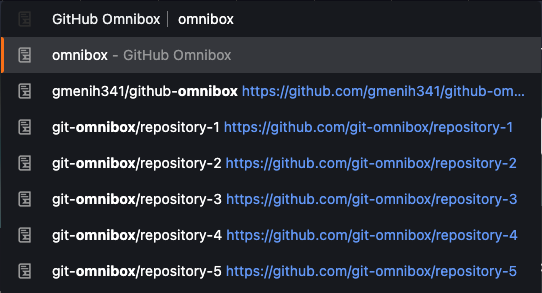 GitHub Omnibox | omnibox
omnibox - GitHub Omnibox
gmenih341/github-omnibox https://github.com/gmenih341/github-om...
git-omnibox/repository-1 https://github.com/git-omnibox/repository-1
git-omnibox/repository-2 https://github.com/git-omnibox/repository-2
git-omnibox/repository-3 https://github.com/git-omnibox/repository-3
git-omnibox/repository-4 https://github.com/git-omnibox/repository-4
git-omnibox/repository-5 https://github.com/git-omnibox/repository-5